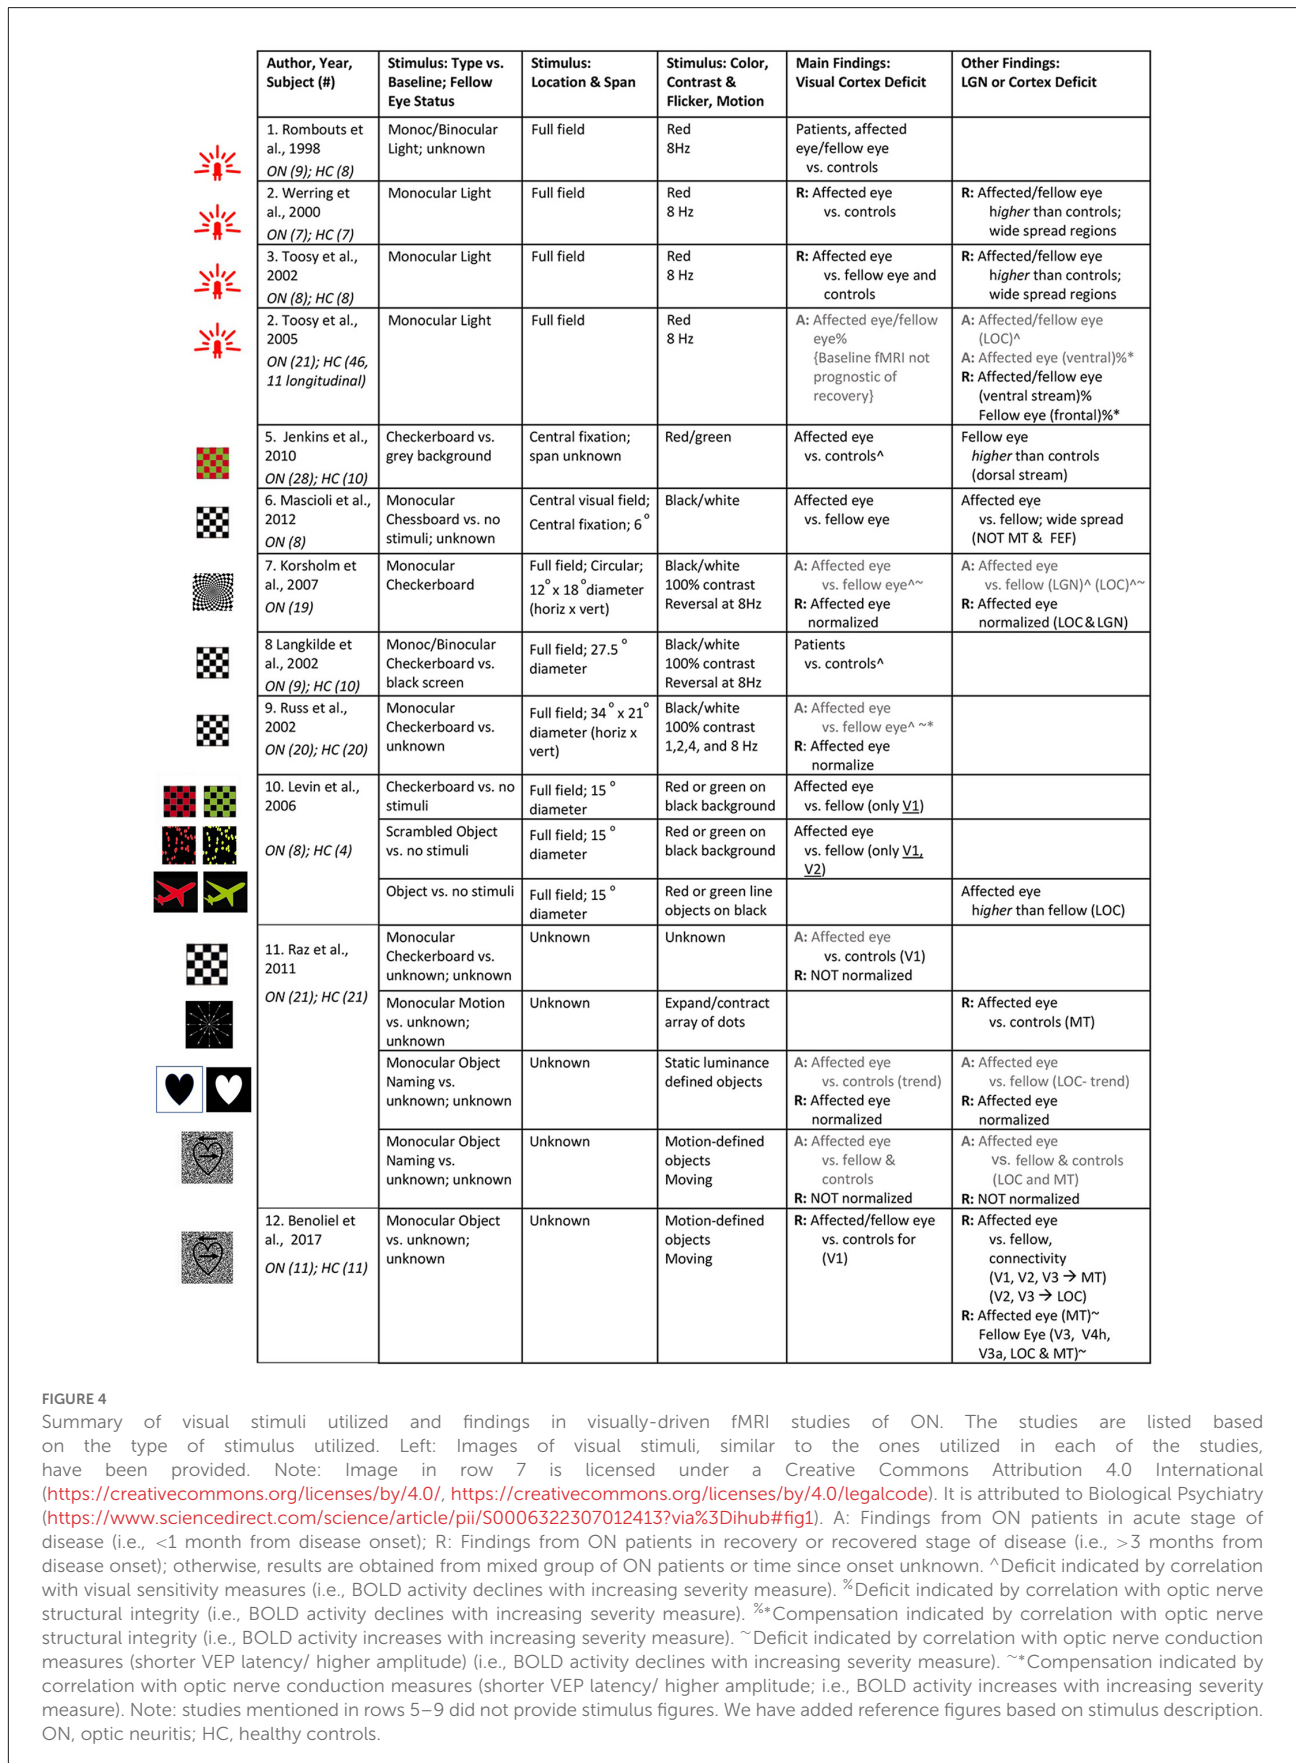 Author, Year, Subject (#)
Stimulus: Type vs. Baseline; Fellow Eye Status
Stimulus: Location & Span
Stimulus: Color, Contrast & Flicker, Motion
Main Findings: Visual Cortex Deficit
Other Findings: LGN or Cortex Deficit
1. Rombouts et al., 1998
ON (9); HC (8)
Monoc/Binocular Light; unknown
Full field
Red
8Hz
Patients, affected eye/fellow eye
vs. controls
2. Werring et al., 2000
ON (7); HC (7)
Monocular Light
Full field
Red
8 Hz
R: Affected eye
vs. controls
R: Affected/fellow eye
higher than controls;
wide spread regions
3. Toosy et al., 2002
ON (8); HC (8)
Monocular Light
Full field
Red
8 Hz
R: Affected eye
vs. fellow eye and
controls
R: Affected/fellow eye
higher than controls;
wide spread regions
2. Toosy et al., 2005
ON (21); HC (46,
11 longitudinal)
Monocular Light
Full field
Red
8 Hz
A: Affected eye/fellow
eye%
{Baseline fMRI not
prognostic of
recovery}
A: Affected/fellow eye
(LOC)^
A: Affected eye (ventral)%*
R: Affected/fellow eye
(ventral stream)%
Fellow eye (frontal)%*
5. Jenkins et al.,
2010
ON (28); HC (10)
Checkerboard vs.
grey background
Central fixation;
span unknown
Red/green
Affected eye
vs. controls^
Fellow eye
higher than controls
(dorsal stream)
6. Mascioli et al.,
2012
ON (8)
Monocular
Chessboard vs. no
stimuli; unknown
Central visual field;
Central fixation; 6°
Black/white
Affected eye
vs. fellow eye
Affected eye
vs. fellow; wide spread
(NOT MT & FEF)
7. Korsholm et
al., 2007
ON (19)
Monocular
Checkerboard
Full field; Circular;
12° x 18° diameter
(horiz x vert)
Black/white
100% contrast
Reversal at 8Hz
A: Affected eye
vs. fellow eye^~
R: Affected eye
normalized
A: Affected eye
vs. fellow (LGN)^ (LOC)^~
R: Affected eye
normalized (LOC & LGN)
8 Langkilde et
al., 2002
ON (9); HC (10)
Monoc/Binocular
Checkerboard vs.
black screen
Full field; 27.5 °
diameter
Black/white
100% contrast
Reversal at 8Hz
Patients
vs. controls^
9. Russ et al.,
2002
ON (20); HC (20)
Monocular
Checkerboard vs.
unknown
Full field; 34° x 21°
diameter (horiz x
vert)
Black/white
100% contrast
1,2,4, and 8 Hz
A: Affected eye
vs. fellow eye^ ~*
R: Affected eye
normalize
10. Levin et al.,
2006
ON (8); HC (4)
Checkerboard vs. no
stimuli
Full field; 15 °
diameter
Red or green on
black background
Affected eye
vs. fellow (only V1)
Scrambled Object
vs. no stimuli
Full field; 15 °
diameter
Red or green on
black background
Affected eye
vs. fellow (only V1,
V2)
Object vs. no stimuli
Full field; 15 °
diameter
Red or green line
objects on black
Affected eye
higher than fellow (LOC)
11. Raz et al.,
2011
ON (21); HC (21)
Monocular
Checkerboard vs.
unknown; unknown
Unknown
Unknown
A: Affected eye
vs. controls (V1)
R: NOT normalized
Monocular Motion
vs. unknown;
unknown
Unknown
Expand/contract
array of dots
R: Affected eye
vs. controls (MT)
Monocular Object
Naming vs.
unknown; unknown
Unknown
Static luminance
defined objects
A: Affected eye
vs. controls (trend)
R: Affected eye
normalized
A: Affected eye
vs. fellow (LOC- trend)
R: Affected eye
normalized
Monocular Object
Naming vs.
unknown; unknown
Unknown
Motion-defined
objects
Moving
A: Affected eye
vs. fellow &
controls
R: NOT normalized
A: Affected eye
vs. fellow & controls
(LOC and MT)
R: NOT normalized
12. Benoliel et
al., 2017
ON (11); HC (11)
Monocular Object
vs. unknown;
unknown
Unknown
Motion-defined
objects
Moving
R: Affected/fellow eye
vs. controls for
(V1)
R: Affected eye
vs. fellow,
connectivity
(V1, V2, V3 → MT)
(V2, V3 → LOC)
R: Affected eye (MT)~
Fellow Eye (V3, V4h,
V3a, LOC & MT)~
FIGURE 4
Summary of visual stimuli utilized and findings in visually-driven fMRI studies of ON. The studies are listed based
on the type of stimulus utilized. Left: Images of visual stimuli, similar to the ones utilized in each of the studies,
have been provided. Note: Image in row 7 is licensed under a Creative Commons Attribution 4.0 International
(https://creativecommons.org/licenses/by/4.0/, https://creativecommons.org/licenses/by/4.0/legalcode). It is attributed to Biological Psychiatry
(https://www.sciencedirect.com/science/article/pii/S0006322307012413?via%3Dihub#fig1). A: Findings from ON patients in acute stage of
disease (i.e., <1 month from disease onset); R: Findings from ON patients in recovery or recovered stage of disease (i.e., >3 months from
disease onset); otherwise, results are obtained from mixed group of ON patients or time since onset unknown. ^Deficit indicated by correlation
with visual sensitivity measures (i.e., BOLD activity declines with increasing severity measure). %Deficit indicated by correlation with optic nerve
structural integrity (i.e., BOLD activity declines with increasing severity measure). %*Compensation indicated by correlation with optic nerve
structural integrity (i.e., BOLD activity increases with increasing severity measure). ~Deficit indicated by correlation with optic nerve conduction
measures (shorter VEP latency/ higher amplitude) (i.e., BOLD activity declines with increasing severity measure). ~*Compensation indicated by
correlation with optic nerve conduction measures (shorter VEP latency/ higher amplitude; i.e., BOLD activity increases with increasing severity
measure). Note: studies mentioned in rows 5–9 did not provide stimulus figures. We have added reference figures based on stimulus description.
ON, optic neuritis; HC, healthy controls.